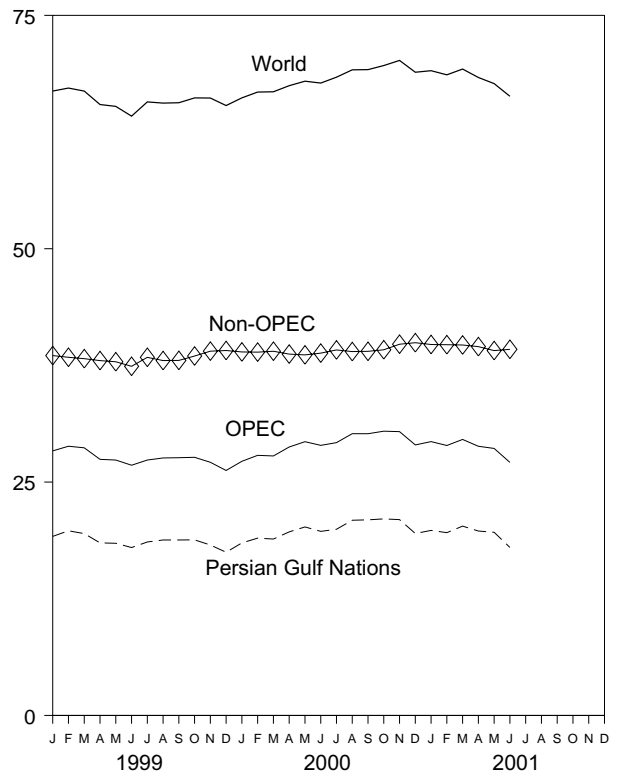 75
World
50
Non-OPEC
OPEC
25
Persian Gulf Nations
0
J F M A M J J A S O N D J F M A M J J A S O N D J F M A M J J A S O N D
1999 2000 2001